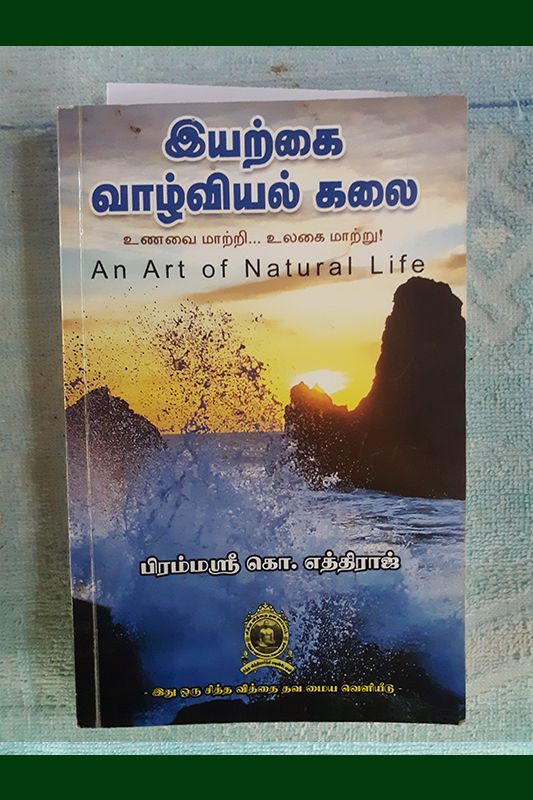 இயற்கை
வாழ்வியல் கலை
உணவை மாற்றி... உலகை மாற்று!
An Art of Natural Life
பிரம்மஸ்ரீ கொ. எத்திராஜ்
- இது ஒரு சித்த வித்தை தவ மைய வெளியீடு